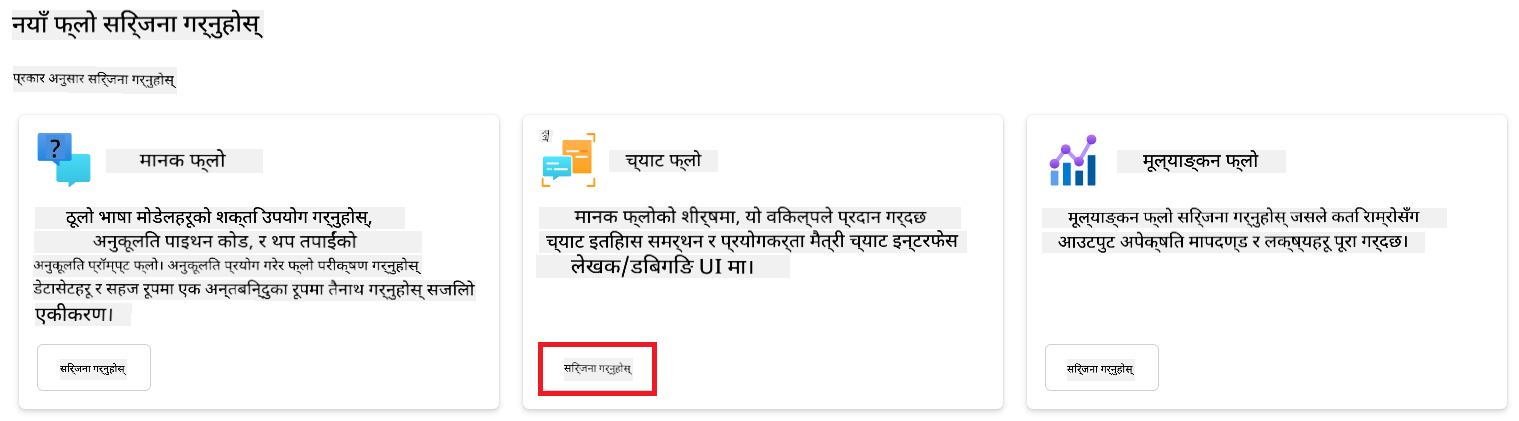 नयाँ फ्लो सिर्जना गर्नुहोस्
प्रकार अनुसार सिर्जना गर्नुहोस्
?
मानक फ्लो
ठूलो भाषा मोडेलहरूको शक्ति उपयोग गर्नुहोस्,
अनुकूलित पाइथन कोड, र थप तपाईंको
अनुकूलित प्रॉम्प्ट फ्लो। अनुकूलित प्रयोग गरेर फ्लो परीक्षण गर्नुहोस्
डेटासेटहरू र सहज रूपमा एक अन्तबिन्दुका रूपमा तैनाथ गर्नुहोस् सजिलो
एकीकरण।
सिर्जना गर्नुहोस्
च्याट फ्लो
मानक फ्लोको शीर्षमा, यो विकल्पले प्रदान गर्दछ
च्याट इतिहास समर्थन र प्रयोगकर्ता मैत्री च्याट इन्टरफेस
लेखक/डिबगिङ UI मा।
सिर्जना गर्नुहोस्
मूल्याङ्कन फ्लो
मूल्याङ्कन फ्लो सिर्जना गर्नुहोस् जसले कति राम्रोसँग
आउटपुट अपेक्षित मापदण्ड र लक्ष्यहरू पूरा गर्दछ।
सिर्जना गर्नुहोस्